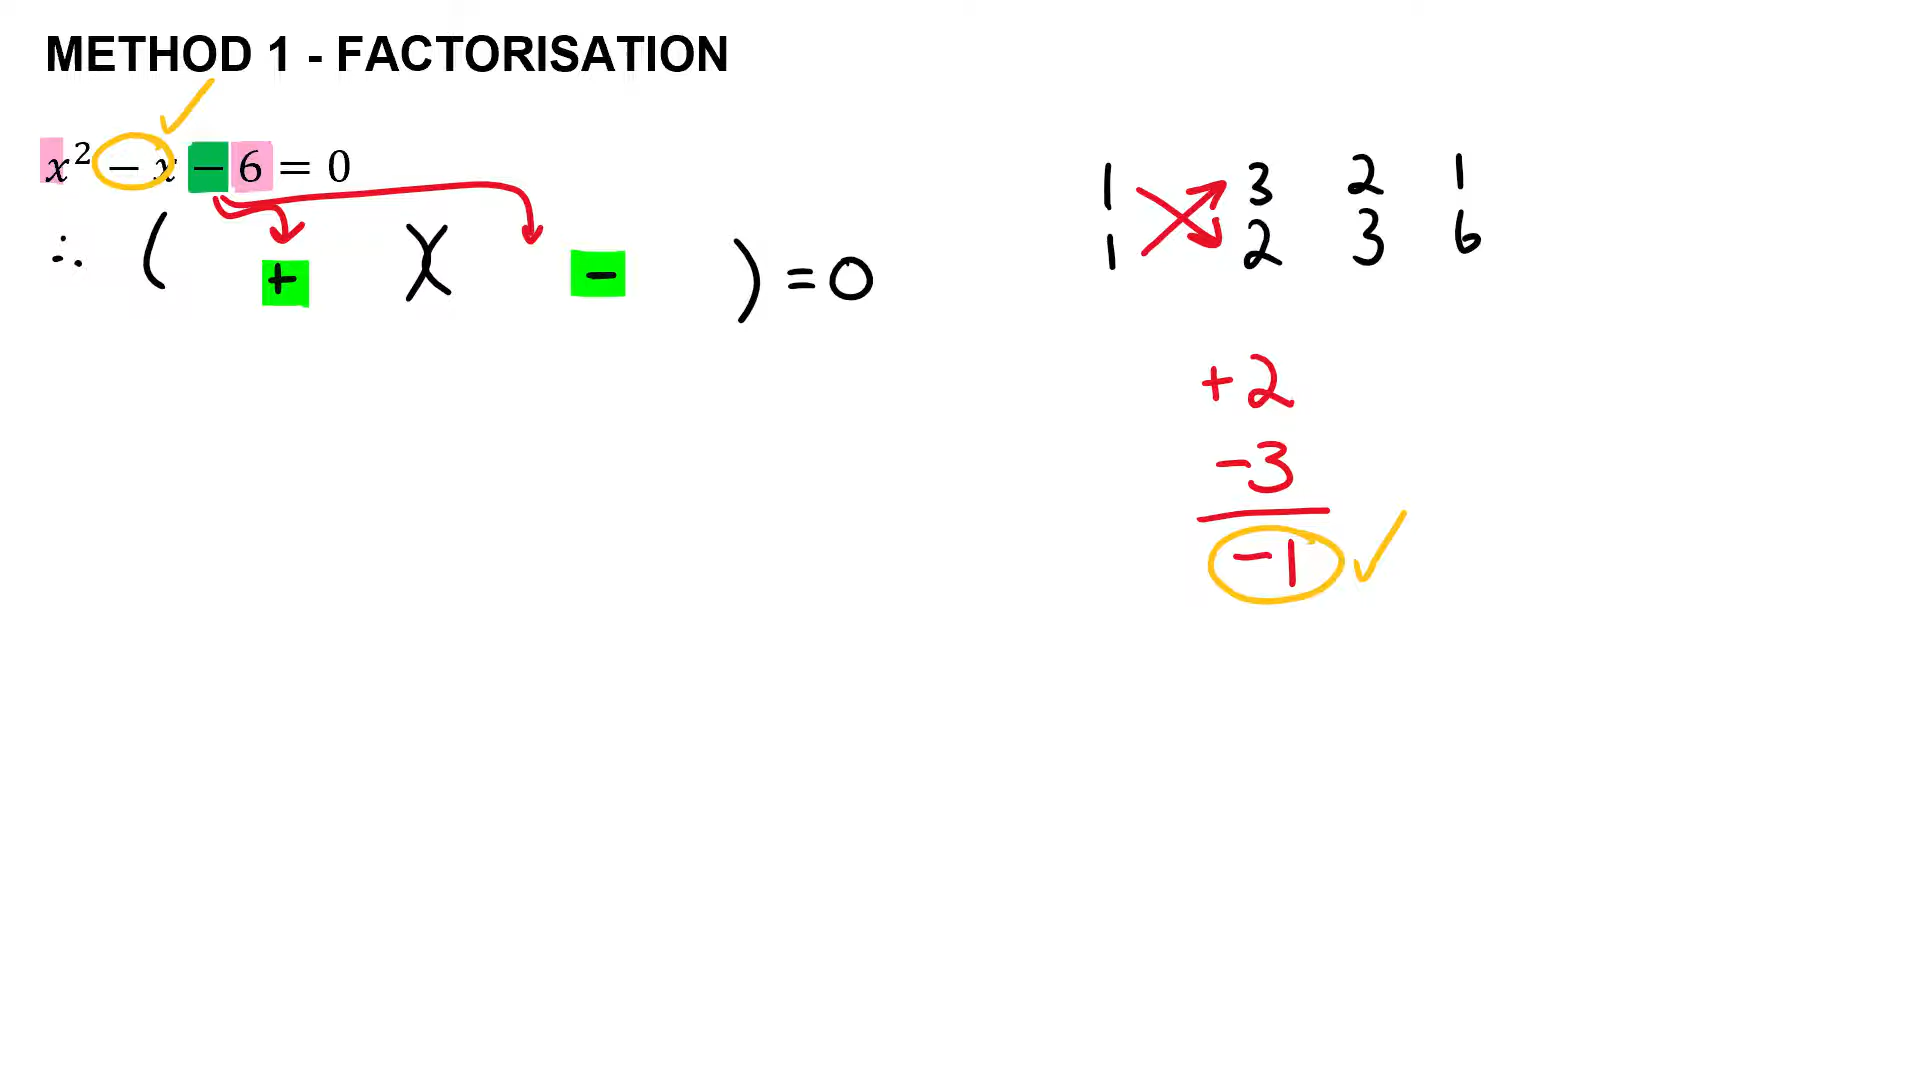 METHOD 1 - FACTORISATION
x² − x − 6 = 0
∴ ( + )( - ) = 0
1 3 2 1
1 2 3 6
+2
-3
-1